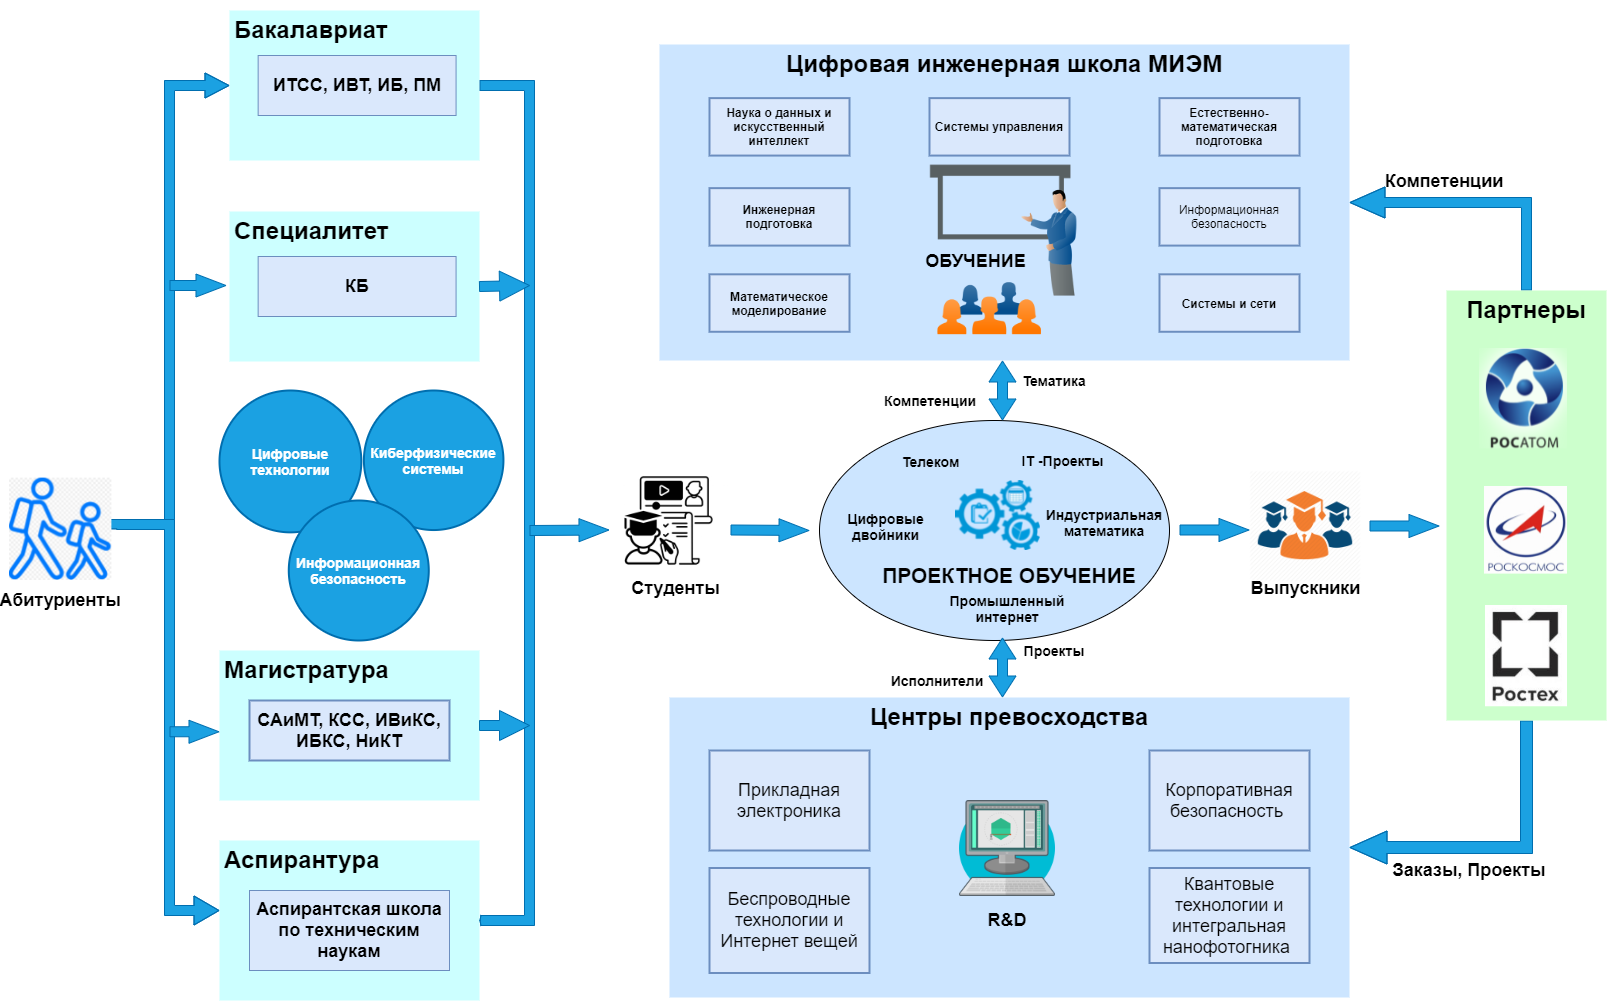 Бакалавриат
ИТСС, ИВТ, ИБ, ПМ
Специалитет
КБ
Цифровые
технологии
Киберфизические
системы
Информационная
безопасность
Абитуриенты
Магистратура
САиМТ, КСС, ИВиКС,
ИБКС, НиКТ
Аспирантура
Аспирантская школа
по техническим
наукам
Студенты
Цифровая инженерная школа МИЭМ
Наука о данных и
искусственный
интеллект
Системы управления
Естественно-
математическая
подготовка
Инженерная
подготовка
Информационная
безопасность
ОБУЧЕНИЕ
Математическое
моделирование
Системы и сети
Тематика
Компетенции
Телеком
IT -Проекты
Цифровые
двойники
Индустриальная
математика
ПРОЕКТНОЕ ОБУЧЕНИЕ
Промышленный
интернет
Проекты
Исполнители
Центры превосходства
Прикладная
электроника
Корпоративная
безопасность
Беспроводные
технологии и
Интернет вещей
R&D
Квантовые
технологии и
интегральная
нанофотогника
Выпускники
Компетенции
Партнеры
РОСАТОМ
РОСКОСМОС
Ростех
Заказы, Проекты